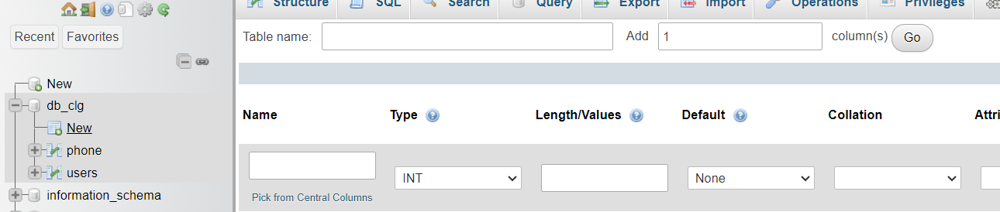 Structure SQL Search Query Export Import Operations Privileges
Recent Favorites
Table name: Add 1 column(s) Go
New
db_clg
New
phone
users
information_schema
Name Type Length/Values Default Collation Attri
INT None
Pick from Central Columns